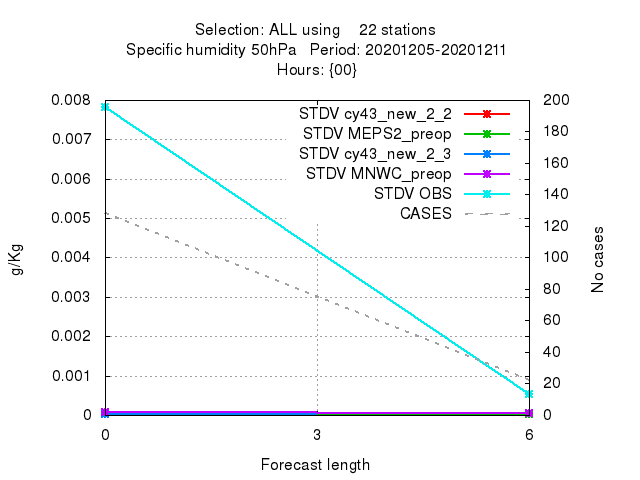 Selection: ALL using    22 stations
Specific humidity 50hPa   Period: 20201205-20201211
Hours: {00}
STDV cy43_new_2_2
STDV MEPS2_preop
STDV cy43_new_2_3
STDV MNWC_preop
STDV OBS
CASES
g/Kg
0.008
0.007
0.006
0.005
0.004
0.003
0.002
0.001
0
200
180
160
140
120
100
80
60
40
20
0
No cases
0 3 6
Forecast length